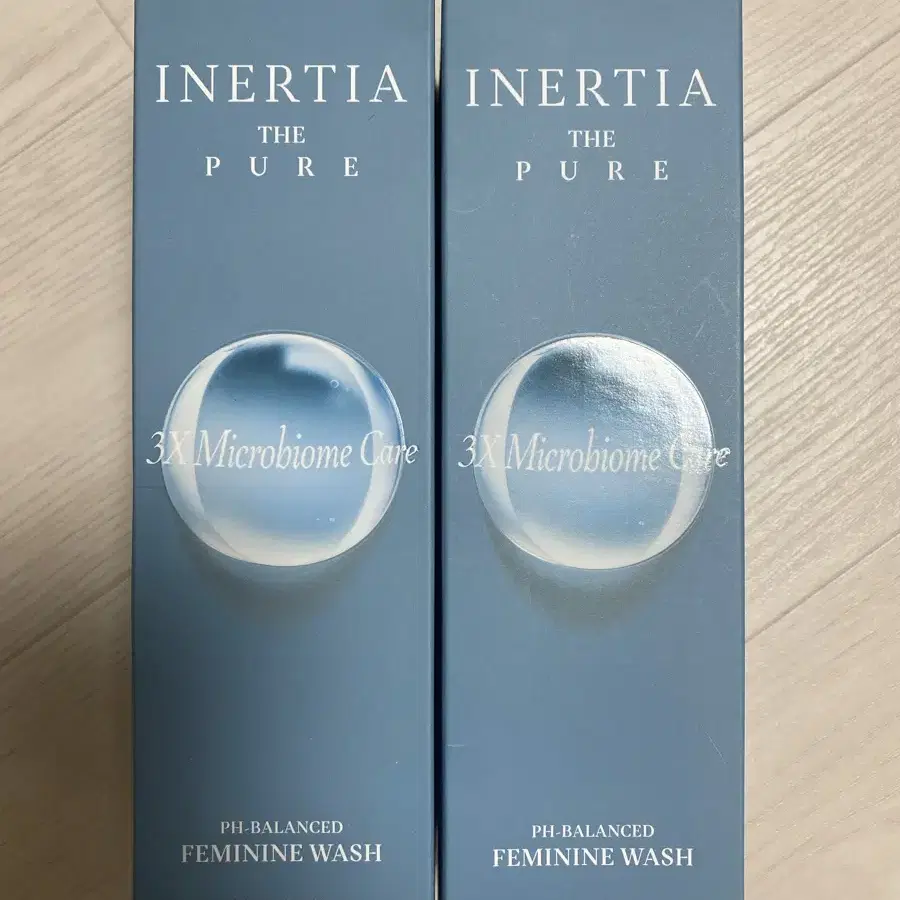 INERTIA
THE
PURE
3X Microbiome Care
PH-BALANCED
FEMININE WASH
INERTIA
THE
PURE
3X Microbiome Care
PH-BALANCED
FEMININE WASH